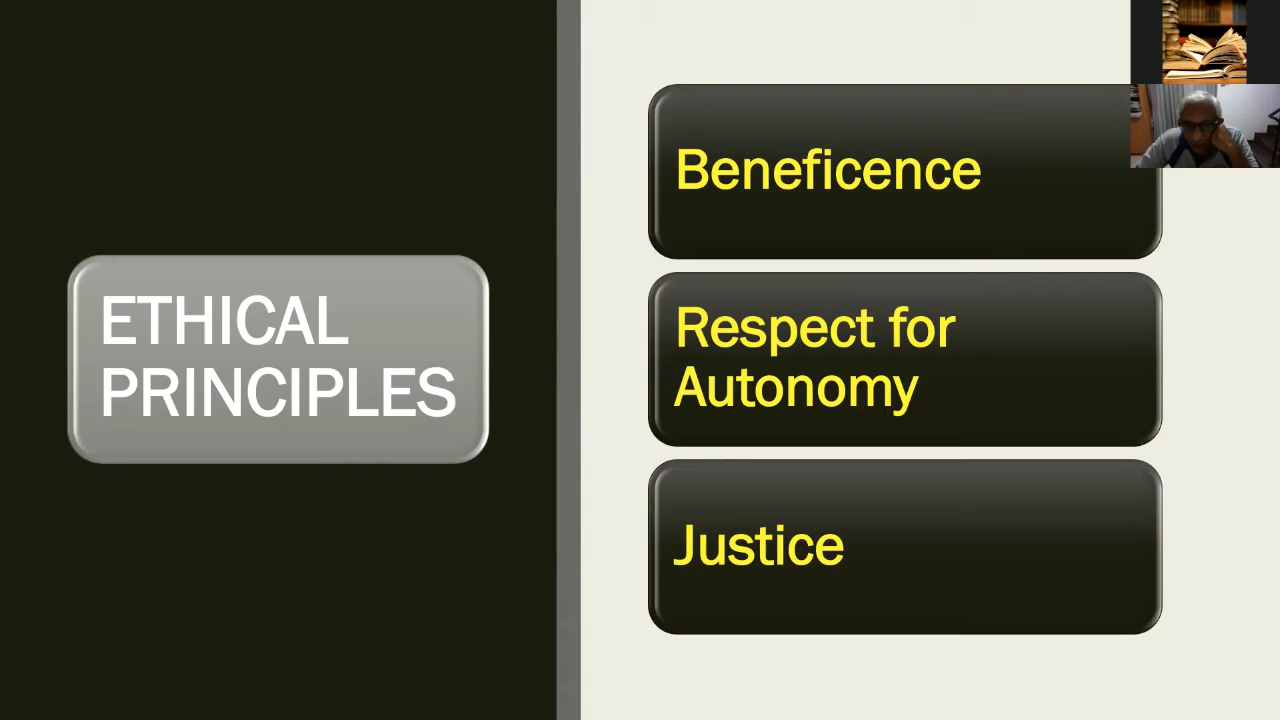 ETHICAL
PRINCIPLES
Beneficence
Respect for
Autonomy
Justice